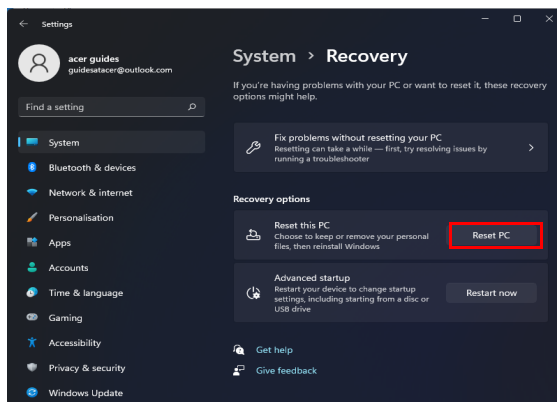 Settings
acer guides
guidesatacer@outlook.com
Find a setting
System
Bluetooth & devices
Network & internet
Personalisation
Apps
Accounts
Time & language
Gaming
Accessibility
Privacy & security
Windows Update
System > Recovery
If you're having problems with your PC or want to reset it, these recovery
options might help.
Fix problems without resetting your PC
Resetting can take a while — first, try resolving issues by
running a troubleshooter
Recovery options
Reset this PC
Choose to keep or remove your personal
files, then reinstall Windows
Reset PC
Advanced startup
Restart your device to change startup
settings, including starting from a disc or
USB drive
Restart now
Get help
Give feedback